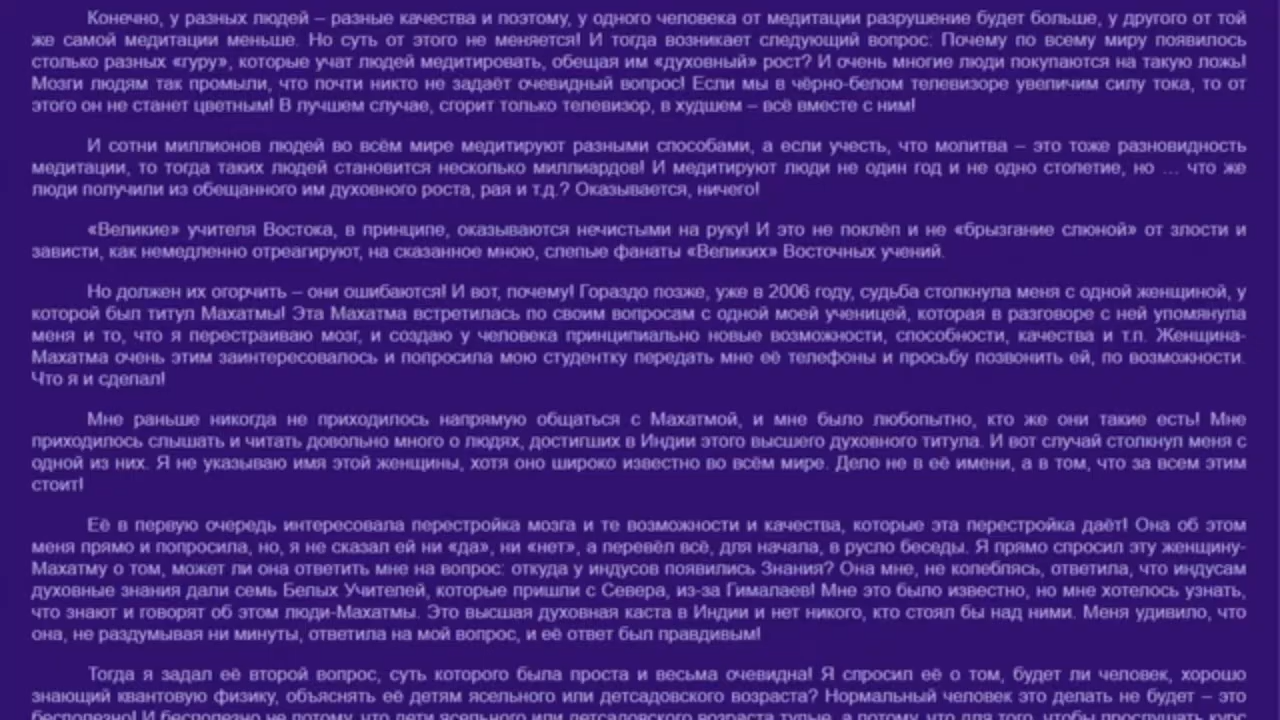 Конечно, у разных людей – разные качества и поэтому, у одного человека от медитации разрушение будет больше, у другого от той
же самой медитации меньше. Но суть от этого не меняется! И тогда возникает следующий вопрос: Почему по всему миру появилось
столько разных «гуру», которые учат людей медитировать, обещая им «духовный» рост? И очень многие люди покупаются на такую ложь!
Мозги людям так промыли, что почти никто не задаёт очевидный вопрос! Если мы в чёрно-белом телевизоре увеличим силу тока, то от
этого он не станет цветным! В лучшем случае, сгорит только телевизор, в худшем – всё вместе с ним!
И сотни миллионов людей во всём мире медитируют разными способами, а если учесть, что молитва – это тоже разновидность
медитации, то тогда таких людей становится несколько миллиардов! И медитируют люди не один год и не одно столетие, но ... что же
люди получили из обещанного им духовного роста, рая и т.д.? Оказывается, ничего!
«Великие» учителя Востока, в принципе, оказываются нечистыми на руку! И это не поклёп и не «брызгание слюной» от злости и
зависти, как немедленно отреагируют, на сказанное мною, слепые фанаты «Великих» Восточных учений.
Но должен их огорчить – они ошибаются! И вот, почему! Гораздо позже, уже в 2006 году, судьба столкнула меня с одной женщиной, у
которой был титул Махатмы! Эта Махатма встретилась по своим вопросам с одной моей ученицей, которая в разговоре с ней упомянула
меня и то, что я перестраиваю мозг, и создаю у человека принципиально новые возможности, способности, качества и т.п. Женщина-
Махатма очень этим заинтересовалось и попросила мою студентку передать мне её телефоны и просьбу позвонить ей, по возможности.
Что я и сделал!
Мне раньше никогда не приходилось напрямую общаться с Махатмой, и мне было любопытно, кто же они такие есть! Мне
приходилось слышать и читать довольно много о людях, достигших в Индии этого высшего духовного титула. И вот случай столкнул меня с
одной из них. Я не указываю имя этой женщины, хотя оно широко известно во всём мире. Дело не в её имени, а в том, что за всем этим
стоит!
Её в первую очередь интересовала перестройка мозга и те возможности и качества, которые эта перестройка даёт! Она об этом
меня прямо и попросила, но, я не сказал ей ни «да», ни «нет», а перевёл всё, для начала, в русло беседы. Я прямо спросил эту женщину-
Махатму о том, может ли она ответить мне на вопрос: откуда у индусов появились Знания? Она мне, не колеблясь, ответила, что индусам
духовные знания дали семь Белых Учителей, которые пришли с Севера, из-за Гималаев! Мне это было известно, но мне хотелось узнать,
что знают и говорят об этом люди-Махатмы. Это высшая духовная каста в Индии и нет никого, кто стоял бы над ними. Меня удивило, что
она, не раздумывая ни минуты, ответила на мой вопрос, и её ответ был правдивым!
Тогда я задал её второй вопрос, суть которого была проста и весьма очевидна! Я спросил её о том, будет ли человек, хорошо
знающий квантовую физику, объяснять её детям ясельного или детсадовского возраста? Нормальный человек это делать не будет – это
бесполезно! И бесполезно не потому, что дети ясельного или детсадовского возраста тупые, а потому, что для того, чтобы прослушать курс